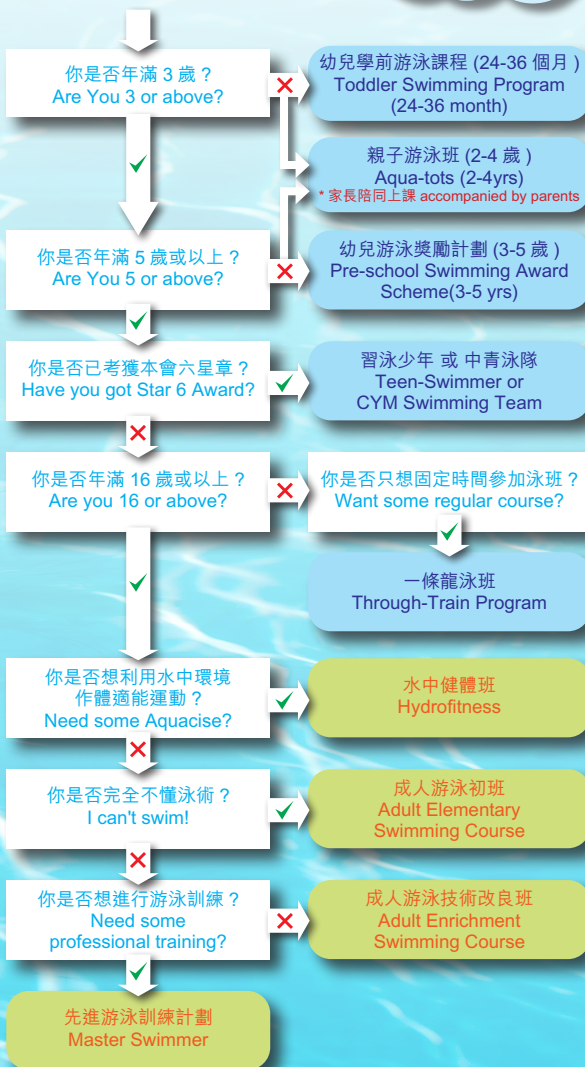 你是否年滿 3 歲？
Are You 3 or above?
幼兒學前游泳課程 (24-36 個月 )
Toddler Swimming Program
(24-36 month)
親子游泳班 (2-4 歲 )
Aqua-tots (2-4yrs)
* 家長陪同上課 accompanied by parents
你是否年滿 5 歲或以上？
Are You 5 or above?
幼兒游泳獎勵計劃 (3-5 歲 )
Pre-school Swimming Award
Scheme(3-5 yrs)
你是否已考獲本會六星章？
Have you got Star 6 Award?
習泳少年 或 中青泳隊
Teen-Swimmer or
CYM Swimming Team
你是否年滿 16 歲或以上？
Are you 16 or above?
你是否只想固定時間參加泳班？
Want some regular course?
一條龍泳班
Through-Train Program
你是否想利用水中環境
作體適能運動？
Need some Aquacise?
水中健體班
Hydrofitness
你是否完全不懂泳術？
I can't swim!
成人游泳初班
Adult Elementary
Swimming Course
你是否想進行游泳訓練？
Need some
professional training?
成人游泳技術改良班
Adult Enrichment
Swimming Course
先進游泳訓練計劃
Master Swimmer